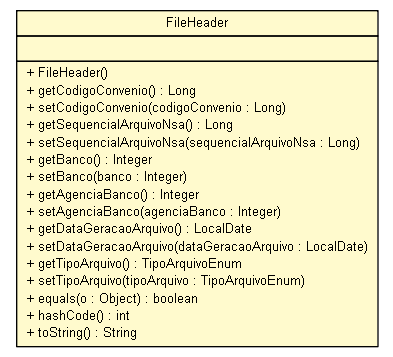 FileHeader
+ FileHeader()
+ getCodigoConvenio() : Long
+ setCodigoConvenio(codigoConvenio : Long)
+ getSequencialArquivoNsa() : Long
+ setSequencialArquivoNsa(sequencialArquivoNsa : Long)
+ getBanco() : Integer
+ setBanco(banco : Integer)
+ getAgenciaBanco() : Integer
+ setAgenciaBanco(agenciaBanco : Integer)
+ getDataGeracaoArquivo() : LocalDate
+ setDataGeracaoArquivo(dataGeracaoArquivo : LocalDate)
+ getTipoArquivo() : TipoArquivoEnum
+ setTipoArquivo(tipoArquivo : TipoArquivoEnum)
+ equals(o : Object) : boolean
+ hashCode() : int
+ toString() : String